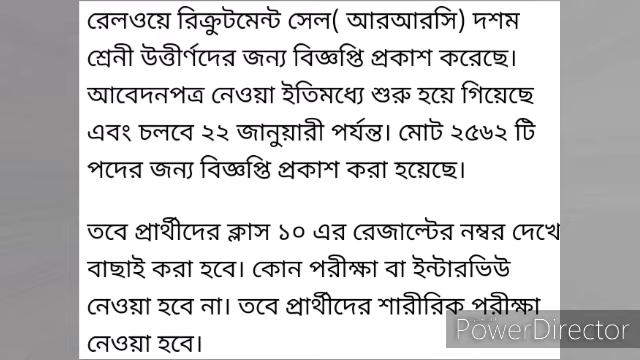 রেলওয়ে রিক্রুটমেন্ট সেল( আরআরসি) দশম
শ্রেনী উত্তীর্ণদের জন্য বিজ্ঞপ্তি প্রকাশ করেছে।
আবেদনপত্র নেওয়া ইতিমধ্যে শুরু হয়ে গিয়েছে
এবং চলবে ২২ জানুয়ারী পর্যন্ত। মোট ২৫৬২ টি
পদের জন্য বিজ্ঞপ্তি প্রকাশ করা হয়েছে।
তবে প্রার্থীদের ক্লাস ১০ এর রেজাল্টের নম্বর দেখে
বাছাই করা হবে। কোন পরীক্ষা বা ইন্টারভিউ
নেওয়া হবে না। তবে প্রার্থীদের শারীরিক পরীক্ষা
নেওয়া হবে।
PowerDirector